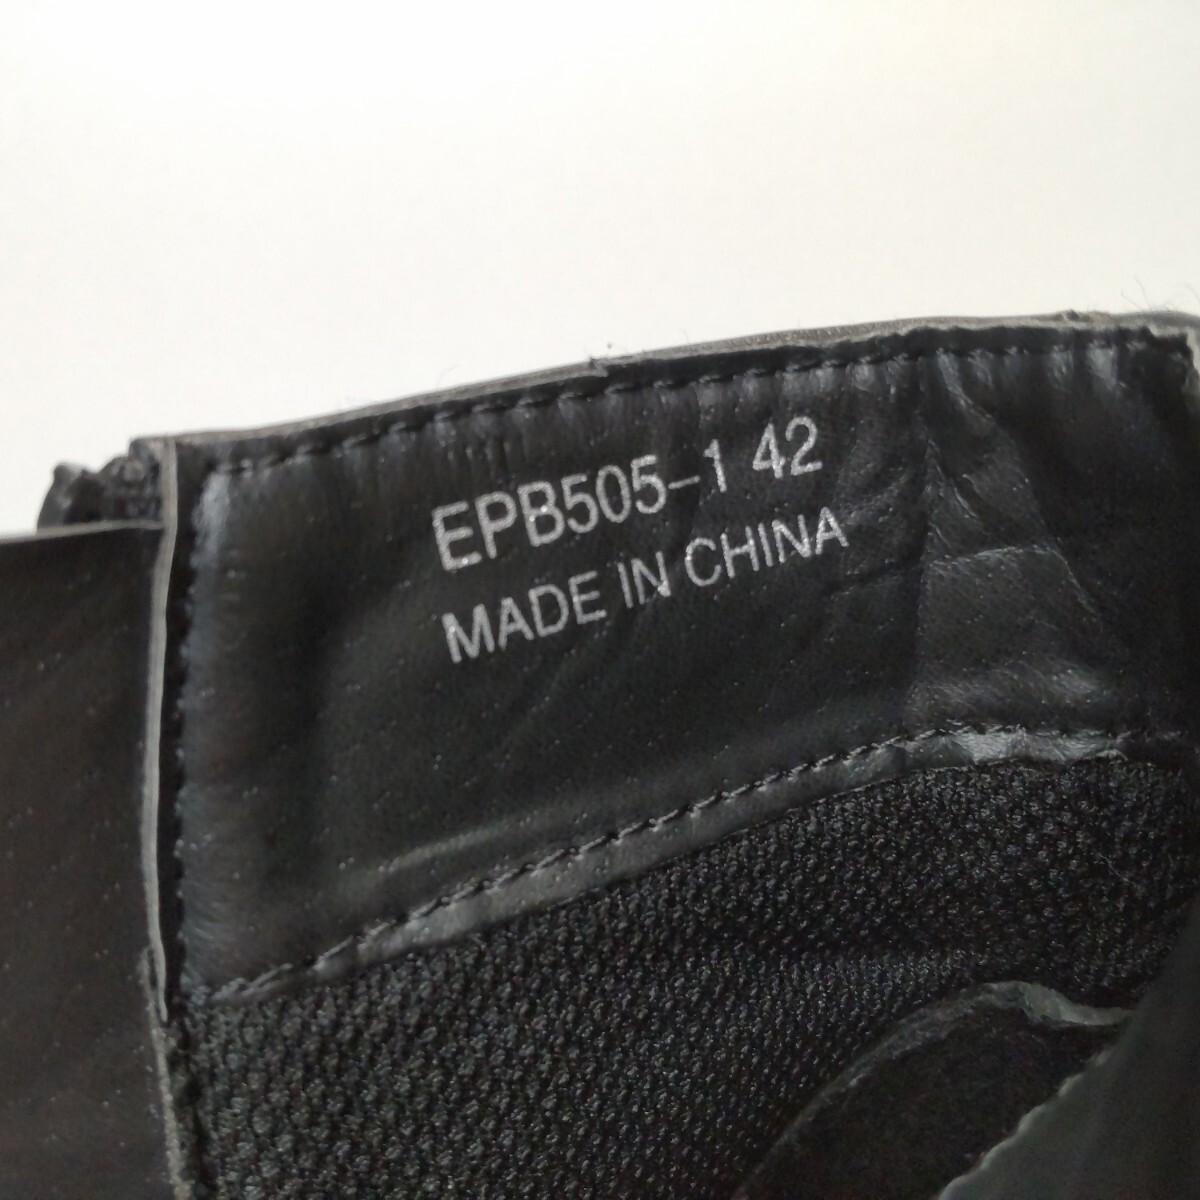 EPB505-1 42
MADE IN CHINA